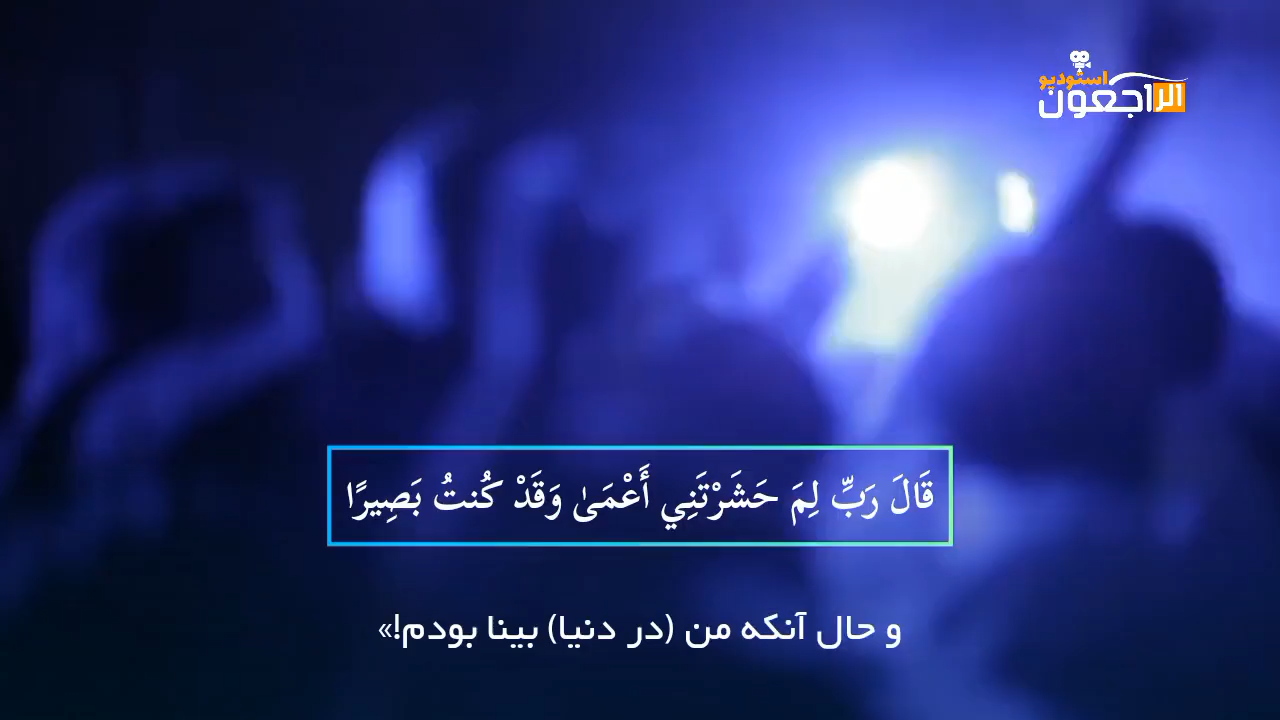 استودیو
الراجعون
قَالَ رَبِّ لِمَ حَشَرْتَنِي أَعْمَىٰ وَقَدْ كُنتُ بَصِيرًا
و حال آنکه من (در دنیا) بینا بودم!»